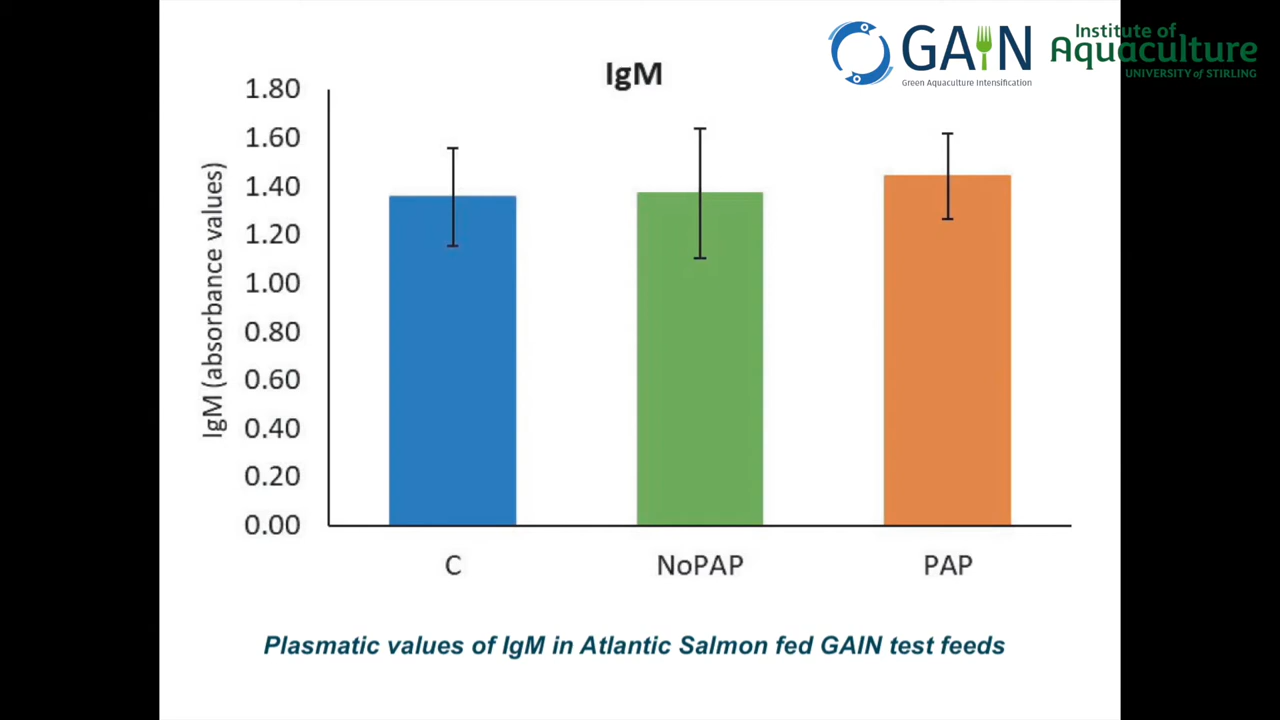 IgM
GAIN
Green Aquaculture Intensification
Institute of
Aquaculture
UNIVERSITY of STIRLING
IgM (absorbance values)
1.80
1.60
1.40
1.20
1.00
0.80
0.60
0.40
0.20
0.00
C NoPAP PAP
Plasmatic values of IgM in Atlantic Salmon fed GAIN test feeds